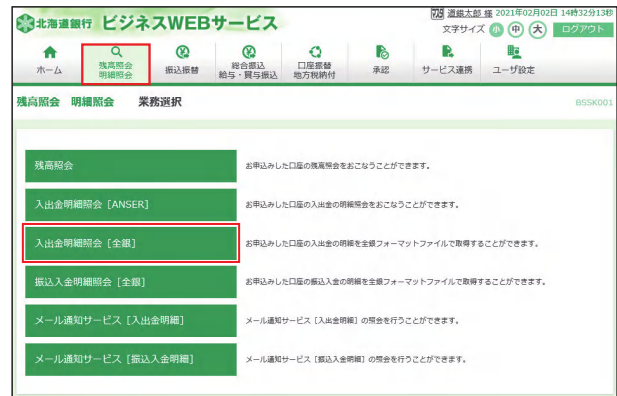 北海道銀行 ビジネスWEBサービス
道銀太郎 様 2021年02月02日 14時32分13秒
文字サイズ 小 中 大 ログアウト
ホーム
残高照会
明細照会
振込振替
総合振込
給与・賞与振込
口座振替
地方税納付
承認
サービス連携
ユーザ設定
残高照会 明細照会 業務選択 BSSK001
残高照会 お申込みした口座の残高照会をおこなうことができます。
入出金明細照会［ANSER］ お申込みした口座の入出金の明細照会をおこなうことができます。
入出金明細照会［全銀］ お申込みした口座の入出金の明細を全銀フォーマットファイルで取得することができます。
振込入金明細照会［全銀］ お申込みした口座の振込入金の明細を全銀フォーマットファイルで取得することができます。
メール通知サービス［入出金明細］ メール通知サービス［入出金明細］の照会を行うことができます。
メール通知サービス［振込入金明細］ メール通知サービス［振込入金明細］の照会を行うことができます。